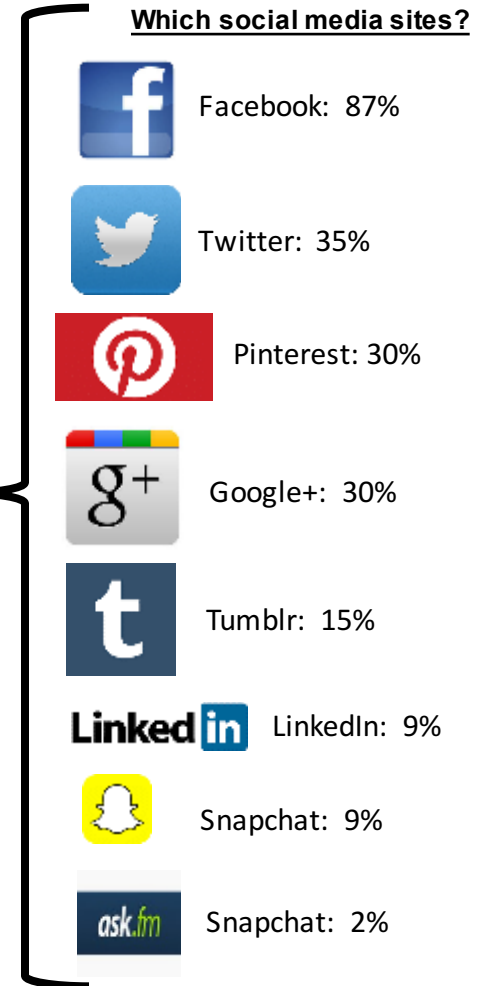 Which social media sites?
f Facebook: 87%
Twitter: 35%
Pinterest: 30%
g+ Google+: 30%
t Tumblr: 15%
Linked in LinkedIn: 9%
Snapchat: 9%
ask.fm Snapchat: 2%